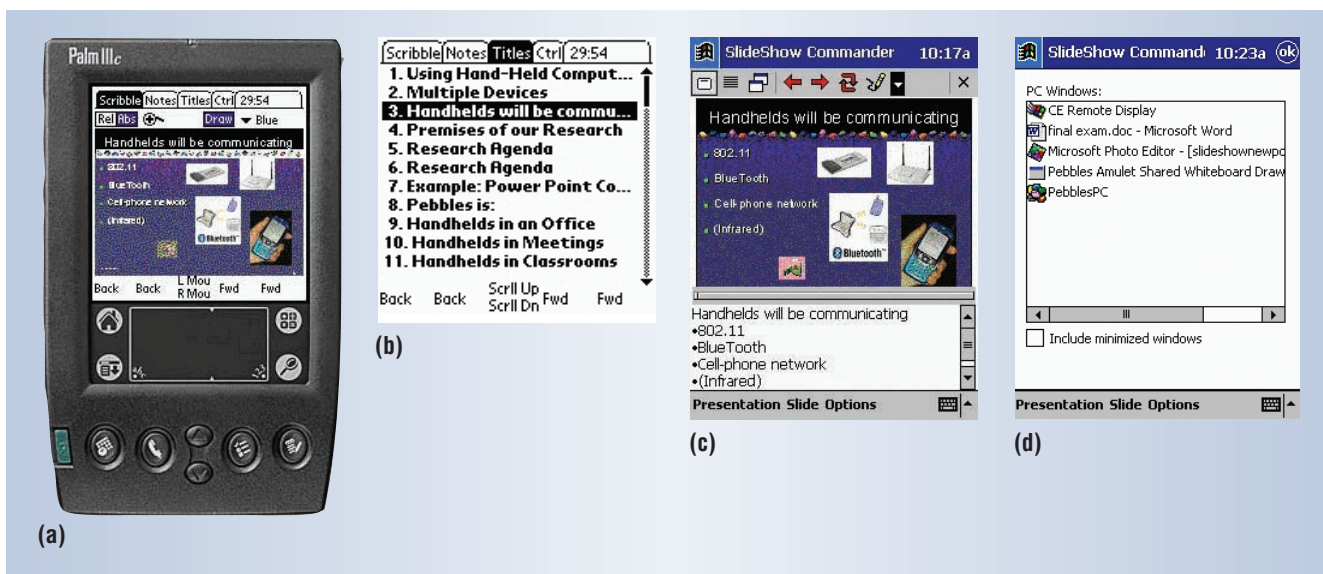 Palm IIIc
Scribble Notes Titles Ctrl 29:54
Rel Abs Draw Blue
Handhelds will be communicating
802.11
BlueTooth
Cell-phone network
(Infrared)
Bluetooth
Back Back L Mou R Mou Fwd Fwd
(a)
Scribble Notes Titles Ctrl 29:54
1. Using Hand-Held Comput...
2. Multiple Devices
3. Handhelds will be commu...
4. Premises of our Research
5. Research Agenda
6. Research Agenda
7. Example: Power Point Co...
8. Pebbles is:
9. Handhelds in an Office
10. Handhelds in Meetings
11. Handhelds in Classrooms
Back Back Scrll Up Scrll Dn Fwd Fwd
(b)
SlideShow Commander 10:17a
Handhelds will be communicating
802.11
BlueTooth
Cell-phone network
(Infrared)
Bluetooth™
Handhelds will be communicating
•802.11
•BlueTooth
•Cell-phone network
•(Infrared)
Presentation Slide Options
(c)
SlideShow Command 10:23a ok
PC Windows:
CE Remote Display
final exam.doc - Microsoft Word
Microsoft Photo Editor - [slideshownewpo
Pebbles Amulet Shared Whiteboard Draw
PebblesPC
Include minimized windows
Presentation Slide Options
(d)